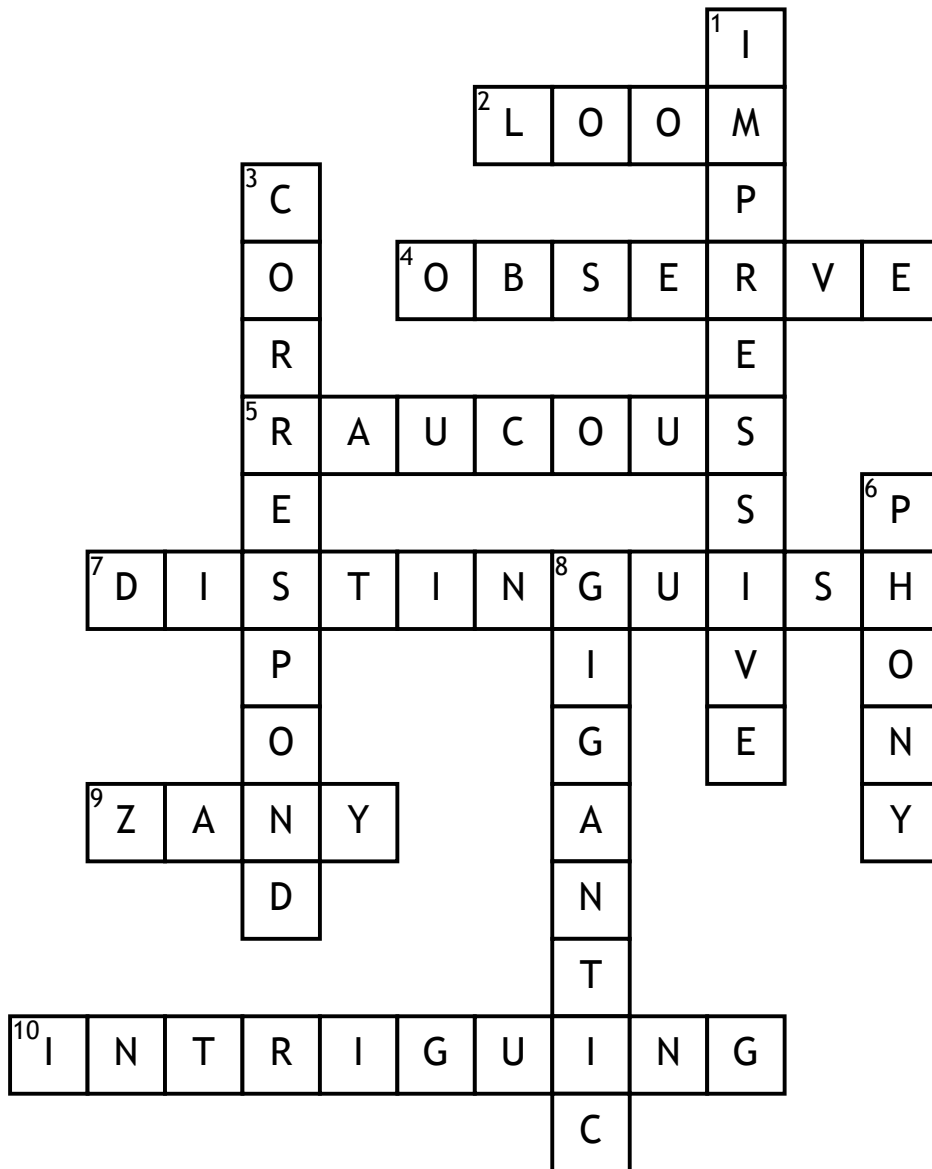 1 I
2 L O O M
3 C P
O 4 O B S E R V E
R E
5 R A U C O U S
E S 6 P
7 D I S T I N 8 G U I S H
P I V O
O G E N
9 Z A N Y A Y
D N
T
10 I N T R I G U I N G
C